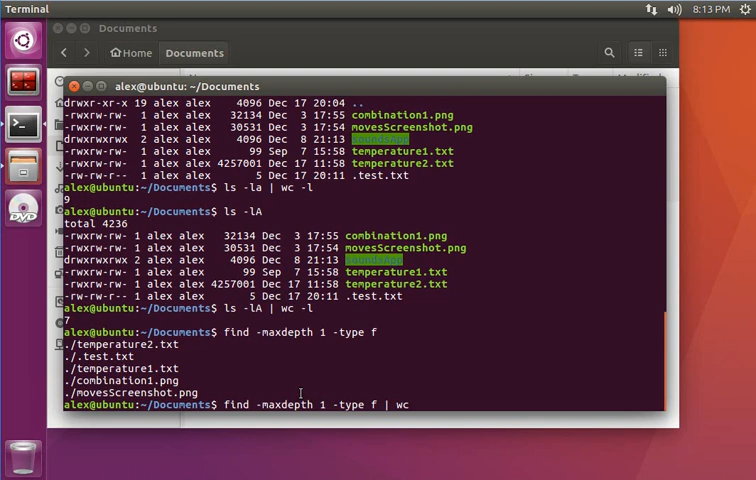 Terminal
8:13 PM
Documents
Home
Documents
alex@ubuntu: ~/Documents
drwxr-xr-x 19 alex alex    4096 Dec 17 20:04 ..
-rwxrw-rw-  1 alex alex   32134 Dec  3 17:55 combination1.png
-rwxrw-rw-  1 alex alex   30531 Dec  3 17:54 movesScreenshot.png
drwxrwxrwx  2 alex alex    4096 Dec  8 21:13
-rwxrw-rw-  1 alex alex      99 Sep  7 15:58 temperature1.txt
-rwxrw-rw-  1 alex alex 4257001 Dec 17 11:58 temperature2.txt
-rw-rw-r--  1 alex alex       5 Dec 17 20:11 .test.txt
alex@ubuntu:~/Documents$ ls -la | wc -l
9
alex@ubuntu:~/Documents$ ls -lA
total 4236
-rwxrw-rw- 1 alex alex   32134 Dec  3 17:55 combination1.png
-rwxrw-rw- 1 alex alex   30531 Dec  3 17:54 movesScreenshot.png
drwxrwxrwx 2 alex alex    4096 Dec  8 21:13
-rwxrw-rw- 1 alex alex      99 Sep  7 15:58 temperature1.txt
-rwxrw-rw- 1 alex alex 4257001 Dec 17 11:58 temperature2.txt
-rw-rw-r-- 1 alex alex       5 Dec 17 20:11 .test.txt
alex@ubuntu:~/Documents$ ls -lA | wc -l
7
alex@ubuntu:~/Documents$ find -maxdepth 1 -type f
./temperature2.txt
./.test.txt
./temperature1.txt
./combination1.png
./movesScreenshot.png
alex@ubuntu:~/Documents$ find -maxdepth 1 -type f | wc
DVD